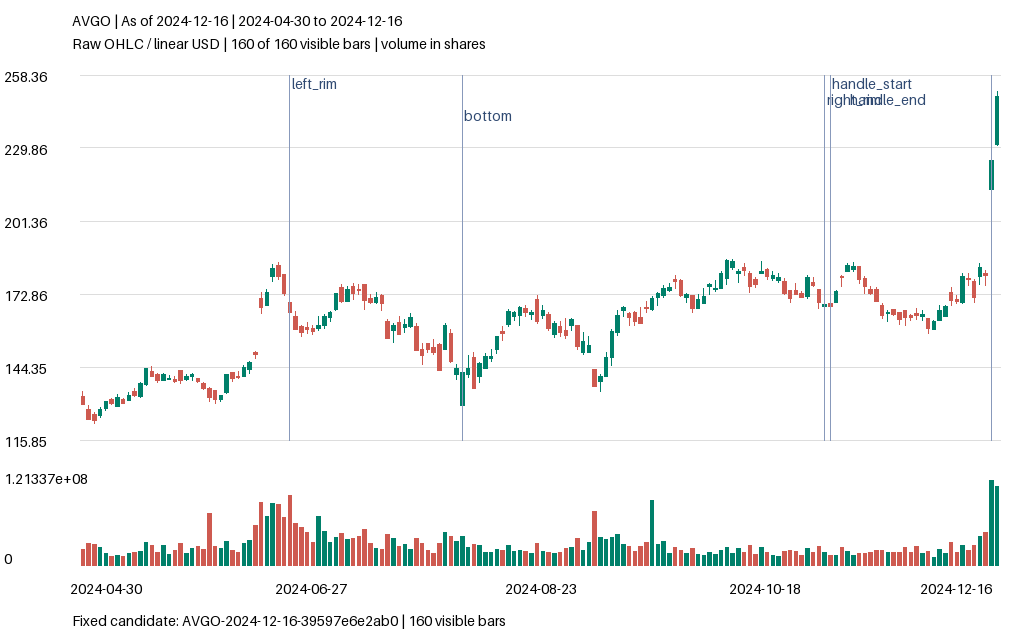 AVGO | As of 2024-12-16 | 2024-04-30 to 2024-12-16
Raw OHLC / linear USD | 160 of 160 visible bars | volume in shares
258.36
left_rim
handle_start
right_rim
handle_end
bottom
229.86
201.36
172.86
144.35
115.85
1.21337e+08
0
2024-04-30
2024-06-27
2024-08-23
2024-10-18
2024-12-16
Fixed candidate: AVGO-2024-12-16-39597e6e2ab0 | 160 visible bars